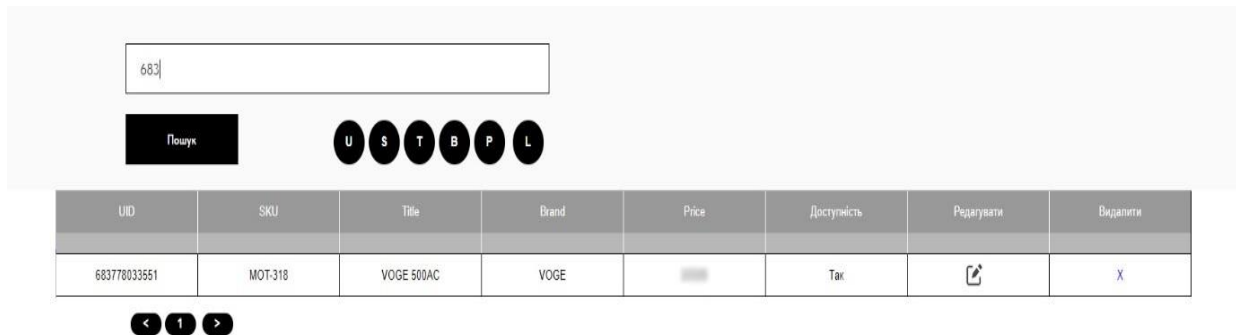 683
Пошук U S T B P L
UID SKU Title Brand Price Доступність Редагувати Видалити
683778033551 MOT-318 VOGE 500AC VOGE Так X
< 1 >